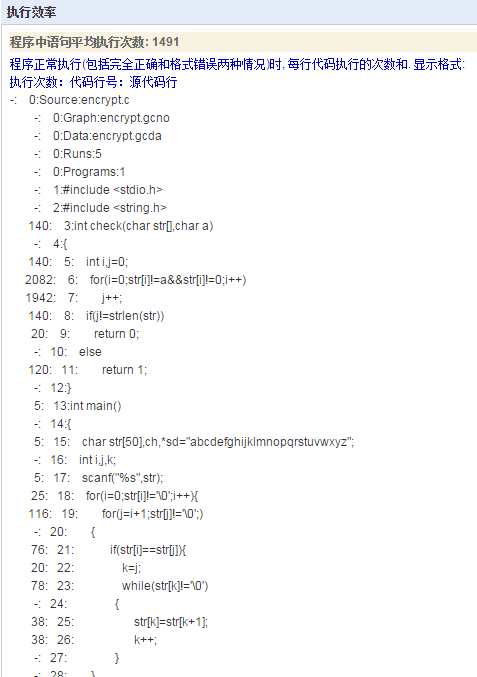 执行效率
程序中语句平均执行次数: 1491
程序正常执行(包括完全正确和格式错误两种情况)时,每行代码执行的次数和.显示格式:
执行次数：代码行号：源代码行
-: 0:Source:encrypt.c
-: 0:Graph:encrypt.gcno
-: 0:Data:encrypt.gcda
-: 0:Runs:5
-: 0:Programs:1
-: 1:#include <stdio.h>
-: 2:#include <string.h>
140: 3:int check(char str[],char a)
-: 4:{
140: 5: int i,j=0;
2082: 6: for(i=0;str[i]!=a&&str[i]!=0;i++)
1942: 7: j++;
140: 8: if(j!=strlen(str))
20: 9: return 0;
-: 10: else
120: 11: return 1;
-: 12:}
5: 13:int main()
-: 14:{
5: 15: char str[50],ch,*sd="abcdefghijklmnopqrstuvwxyz";
-: 16: int i,j,k;
5: 17: scanf("%s",str);
25: 18: for(i=0;str[i]!='\0';i++){
116: 19: for(j=i+1;str[j]!='\0';)
-: 20: {
76: 21: if(str[i]==str[j]){
20: 22: k=j;
78: 23: while(str[k]!='\0')
-: 24: {
38: 25: str[k]=str[k+1];
38: 26: k++;
-: 27: }
-: 28: }